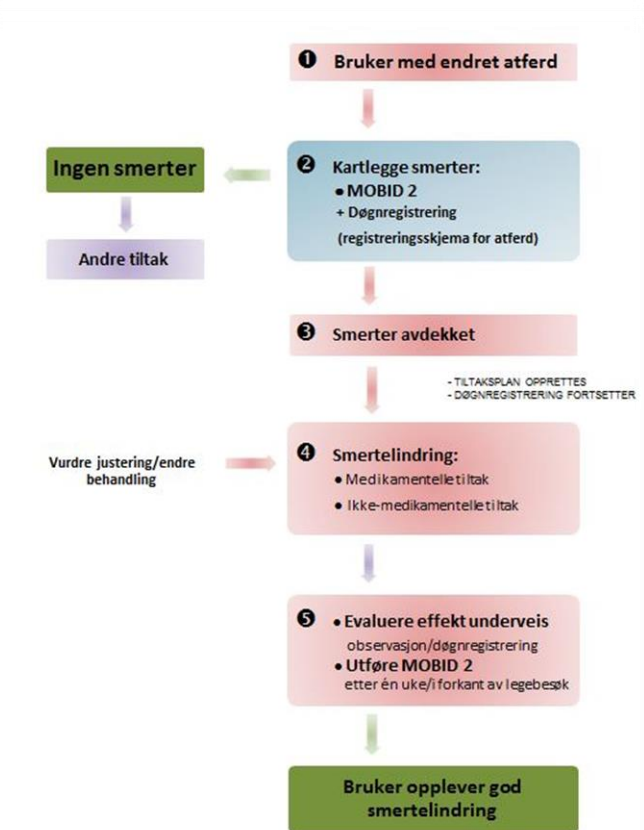 ❶ Bruker med endret atferd
Ingen smerter
Andre tiltak
❷ Kartlegge smerter:
● MOBID 2
+ Døgnregistrering
(registreringsskjema for atferd)
❸ Smerter avdekket
- TILTAKSPLAN OPPRETTES
- DØGNREGISTRERING FORTSETTER
Vurdre justering/endre
behandling
❹ Smertelindring:
● Medikamentelle tiltak
● Ikke-medikamentelle tiltak
❺ ● Evaluere effekt underveis
observasjon/døgnregistrering
● Utføre MOBID 2
etter én uke/i forkant av legebesøk
Bruker opplever god
smertelindring